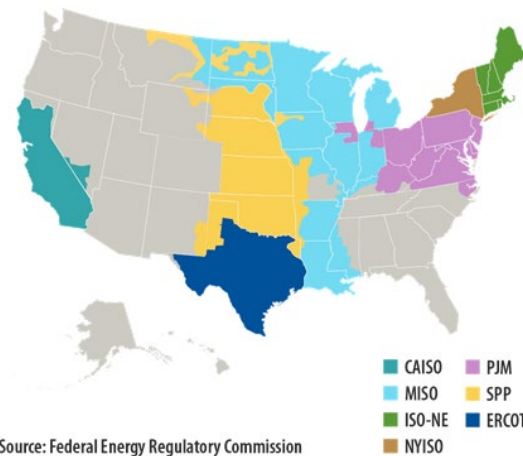 CAISO
MISO
ISO-NE
NYISO
PJM
SPP
ERCOT
Source: Federal Energy Regulatory Commission